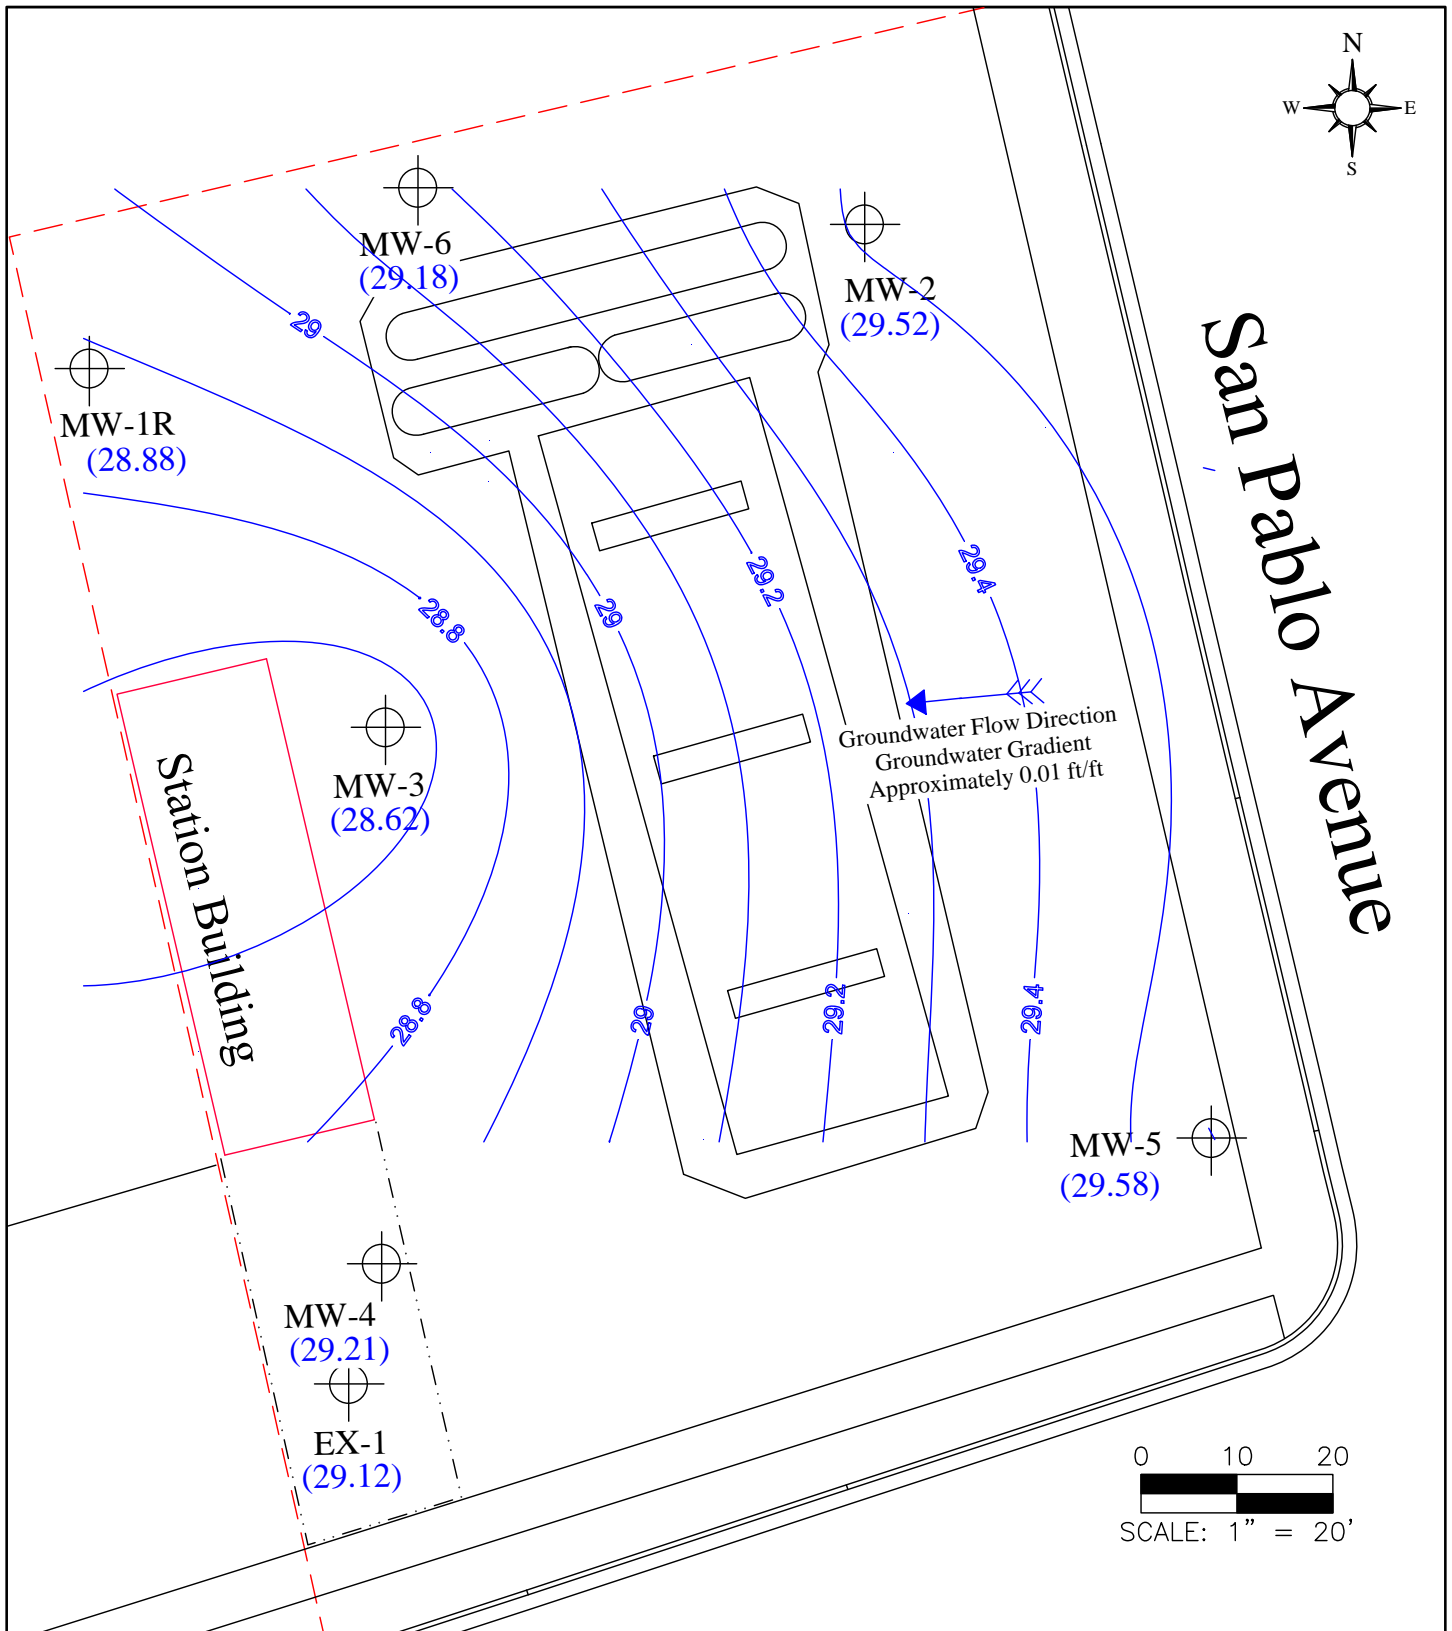 N
W
E
S
MW-6
(29.18)
MW-2
(29.52)
29
MW-1R
(28.88)
San Pablo Avenue
29.4
29.2
28.8
29
Groundwater Flow Direction
Groundwater Gradient
Approximately 0.01 ft/ft
MW-3
(28.62)
Station Building
28.8
29
29.2
29.4
MW-5
(29.58)
MW-4
(29.21)
EX-1
(29.12)
0 10 20
SCALE: 1" = 20'